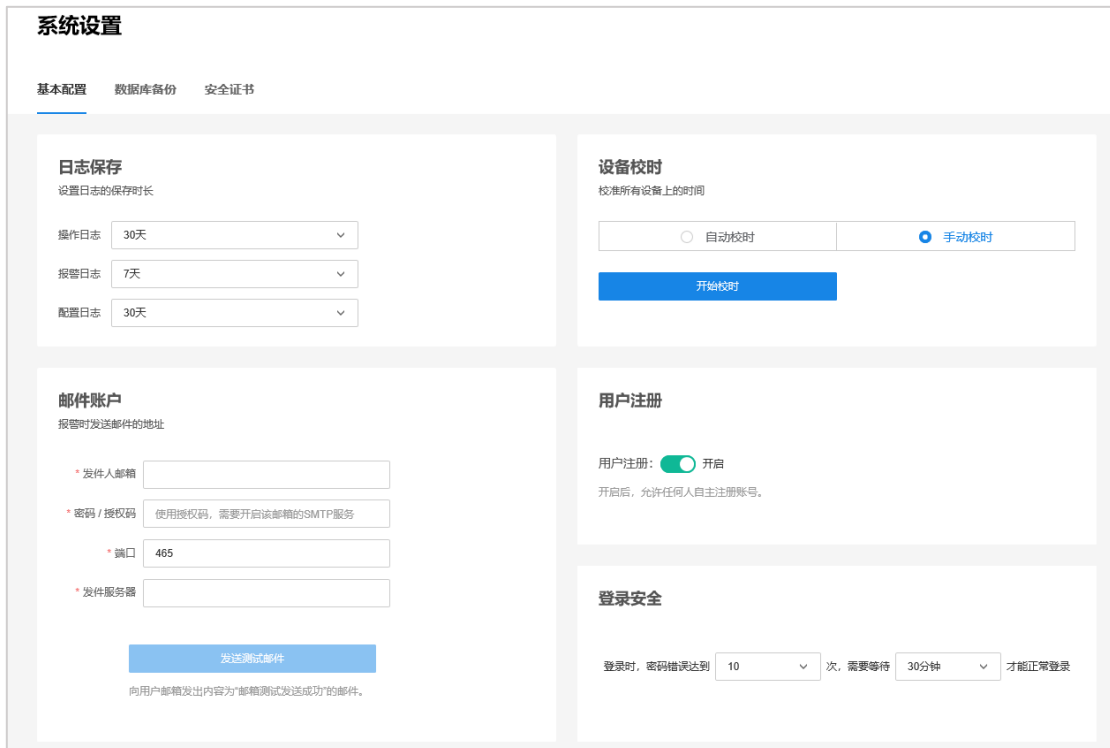 系统设置
基本配置 数据库备份 安全证书
日志保存
设置日志的保存时长
操作日志 30天
报警日志 7天
配置日志 30天
设备校时
校准所有设备上的时间
自动校时 手动校时
开始校时
邮件账户
报警时发送邮件的地址
* 发件人邮箱
* 密码 / 授权码 使用授权码，需要开启该邮箱的SMTP服务
* 端口 465
* 发件服务器
发送测试邮件
向用户邮箱发出内容为“邮箱测试发送成功”的邮件。
用户注册
用户注册： 开启
开启后，允许任何人自主注册账号。
登录安全
登录时，密码错误达到 10 次，需要等待 30分钟 才能正常登录